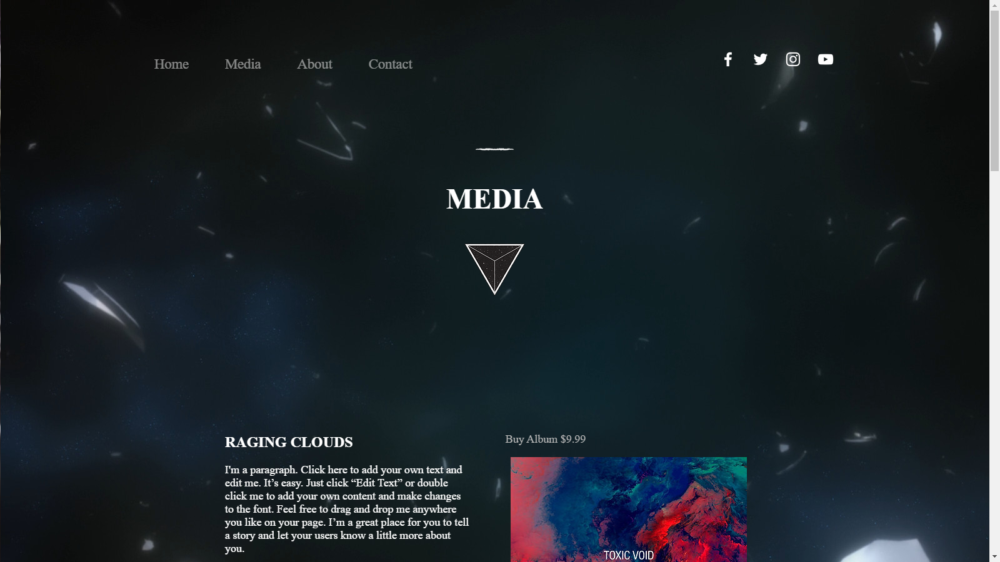 Home Media About Contact
MEDIA
RAGING CLOUDS
I'm a paragraph. Click here to add your own text and
edit me. It’s easy. Just click “Edit Text” or double
click me to add your own content and make changes
to the font. Feel free to drag and drop me anywhere
you like on your page. I’m a great place for you to tell
a story and let your users know a little more about
you.
Buy Album $9.99
TOXIC VOID